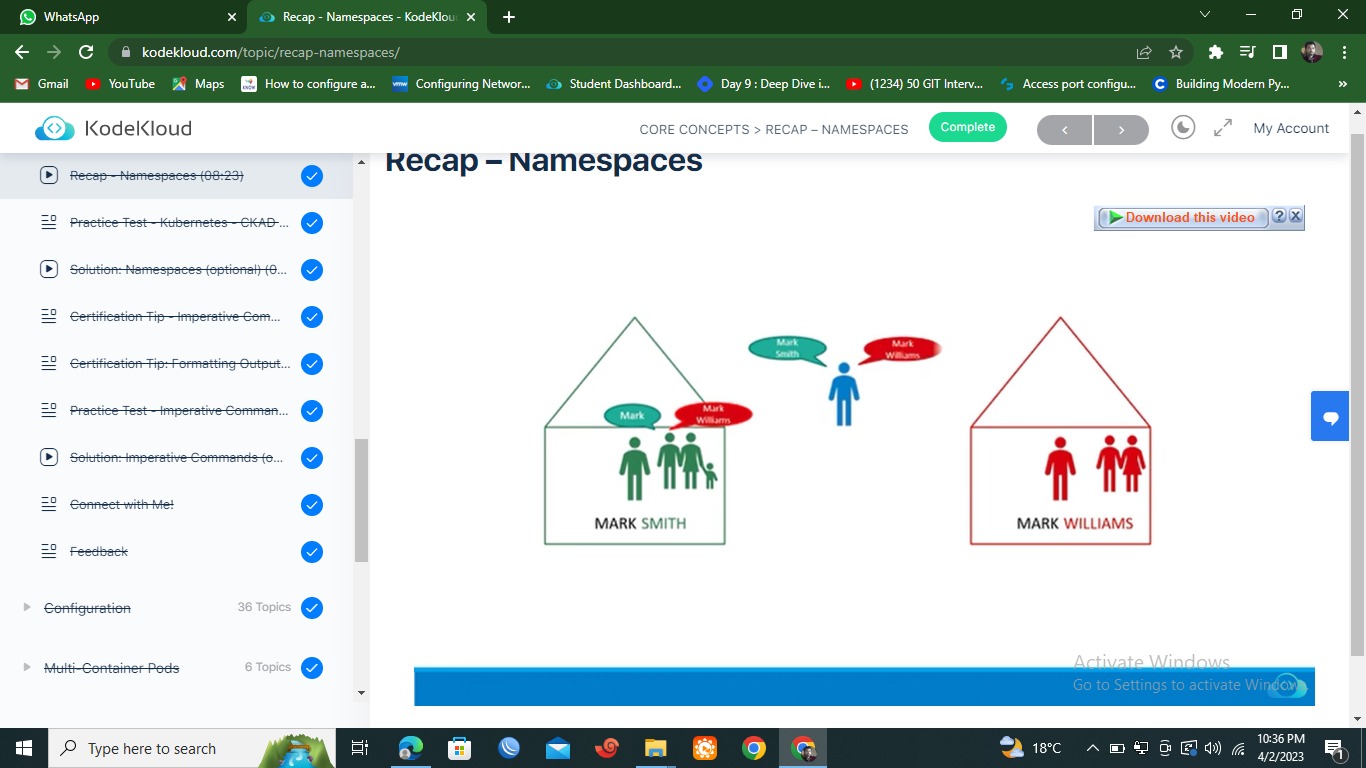 WhatsApp
Recap - Namespaces - KodeKlou
kodekloud.com/topic/recap-namespaces/
Gmail
YouTube
Maps
How to configure a...
Configuring Networ...
Student Dashboard...
Day 9 : Deep Dive i...
(1234) 50 GIT Interv...
Access port configu...
Building Modern Py...
»
KodeKloud
CORE CONCEPTS > RECAP – NAMESPACES
Complete
My Account
Recap - Namespaces (08:23)
Practice Test - Kubernetes - CKAD ...
Solution: Namespaces (optional) (0...
Certification Tip - Imperative Com...
Certification Tip: Formatting Output...
Practice Test - Imperative Comman...
Solution: Imperative Commands (o...
Connect with Me!
Feedback
Configuration
36 Topics
Multi-Container Pods
6 Topics
Recap – Namespaces
Download this video
?
X
Mark
Smith
Mark
Williams
Mark
Mark
Williams
MARK SMITH
MARK WILLIAMS
Activate Windows
Go to Settings to activate Windows.
Type here to search
18°C
10:36 PM
4/2/2023
1